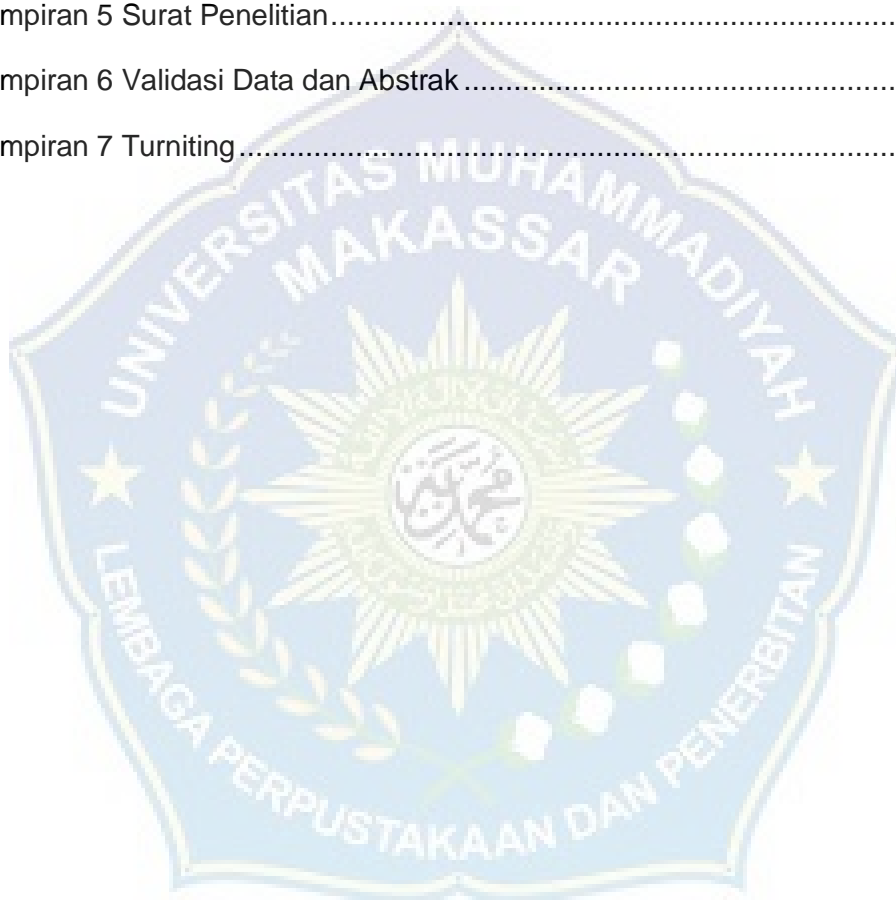 mpiran 5 Surat Penelitian................................................................................
mpiran 6 Validasi Data dan Abstrak......................................................
mpiran 7 Turniting.................................................................................
UNIVERSITAS MUHAMMADIYAH
MAKASSAR
محمدية
LEMBAGA PERPUSTAKAAN DAN PENERBITAN